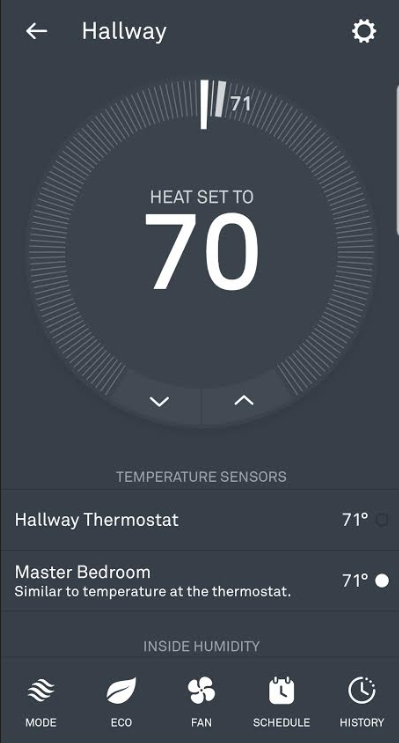 Hallway
71
HEAT SET TO
70
TEMPERATURE SENSORS
Hallway Thermostat 71°
Master Bedroom
Similar to temperature at the thermostat. 71°
INSIDE HUMIDITY
MODE ECO FAN SCHEDULE HISTORY